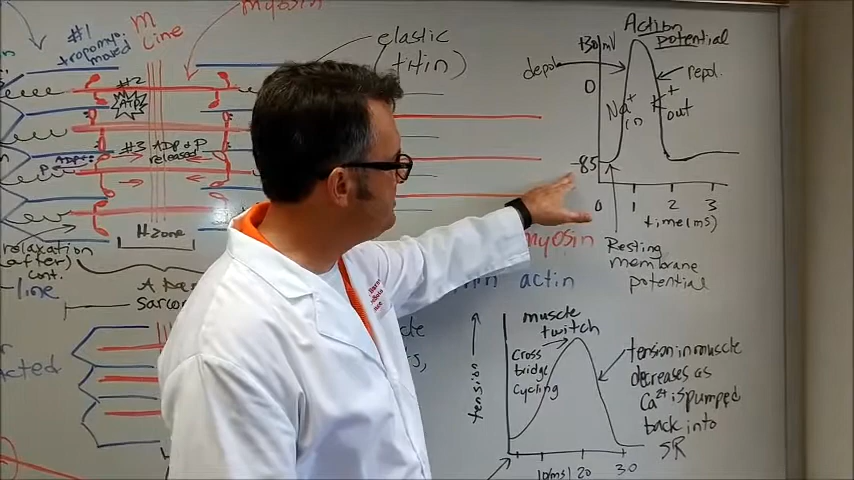 #1
tropomyo.
moved
M
line
myosin
elastic
(titin)
#2
ATP
#3
ADP & P
released
H zone
relaxation
(after
cont.
line
Sarcom
acted
myosin
actin
Action
potential
+30 mV
0
-85
depol
repol.
Na+
in
K+
out
0
1
2
3
time(ms)
Resting
membrane
potential
muscle
twitch
tension
cross
bridge
cycling
10(ms)
20
30
tension in muscle
decreases as
Ca2+ is pumped
back into
SR